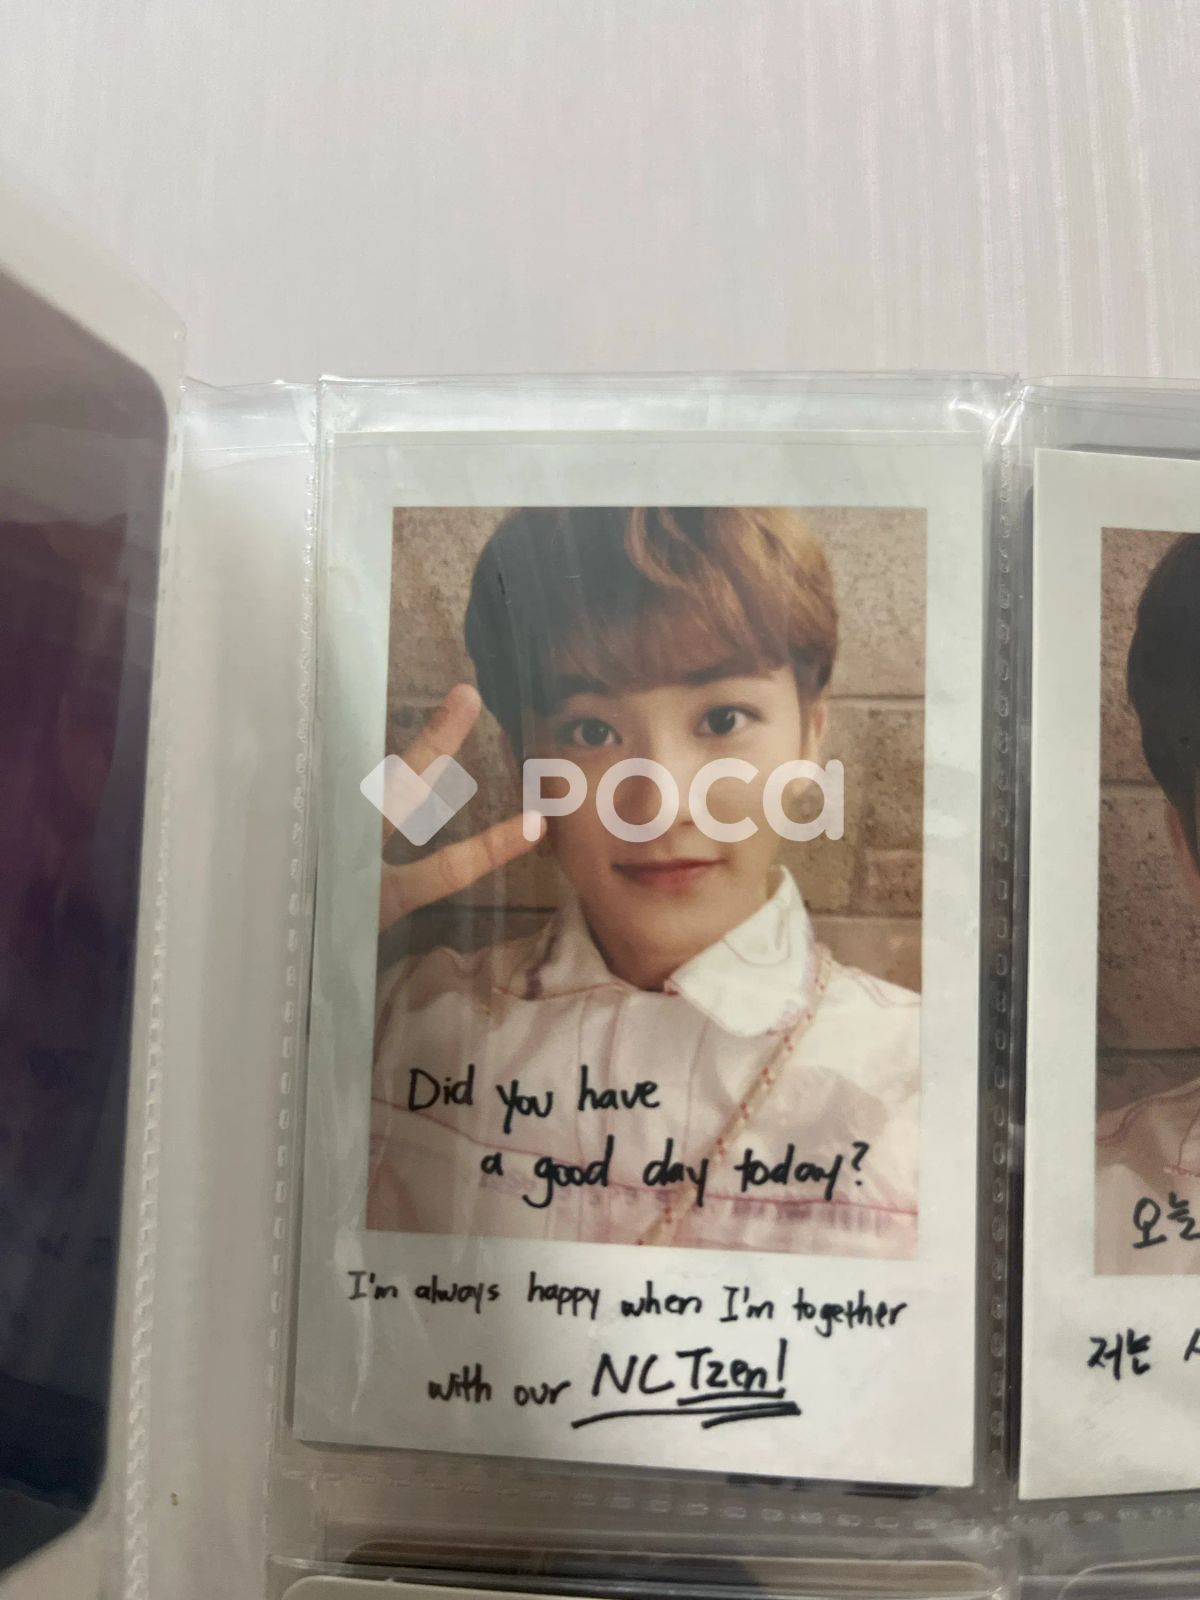 POCA
Did you have
a good day today?
I'm always happy when I'm together
with our NCTzen!
오늘
저는